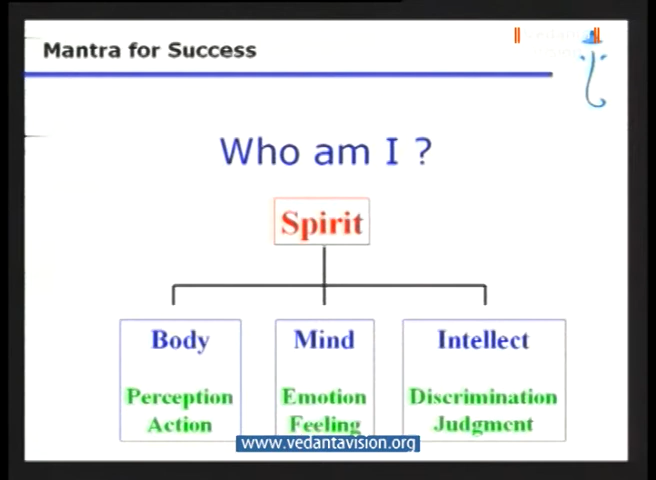 Mantra for Success
Who am I ?
Spirit
Body
Perception
Action
Mind
Emotion
Feeling
Intellect
Discrimination
Judgment
www.vedantavision.org